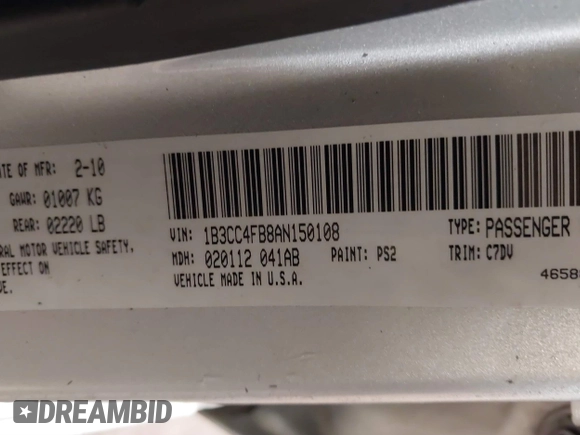 ATE OF MFR: 2-10
GAWR: 01007 KG
REAR: 02220 LB
RAL MOTOR VEHICLE SAFETY,
EFFECT ON
E.
VIN: 1B3CC4FB8AN150108
TYPE: PASSENGER
MDH: 020112 041AB
PAINT: PS2
TRIM: C7DV
VEHICLE MADE IN U.S.A.
4658
DREAMBID